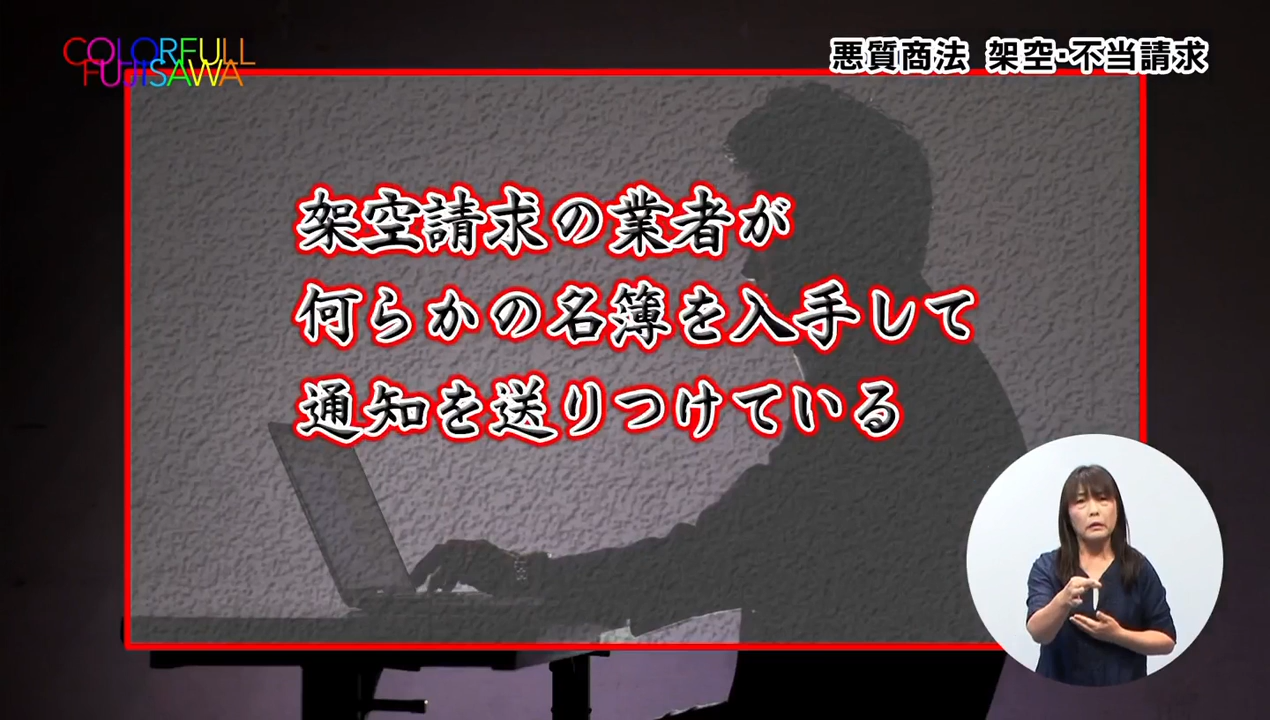 COLORFULL
FUJISAWA
悪質商法 架空・不当請求
架空請求の業者が
何らかの名簿を入手して
通知を送りつけている